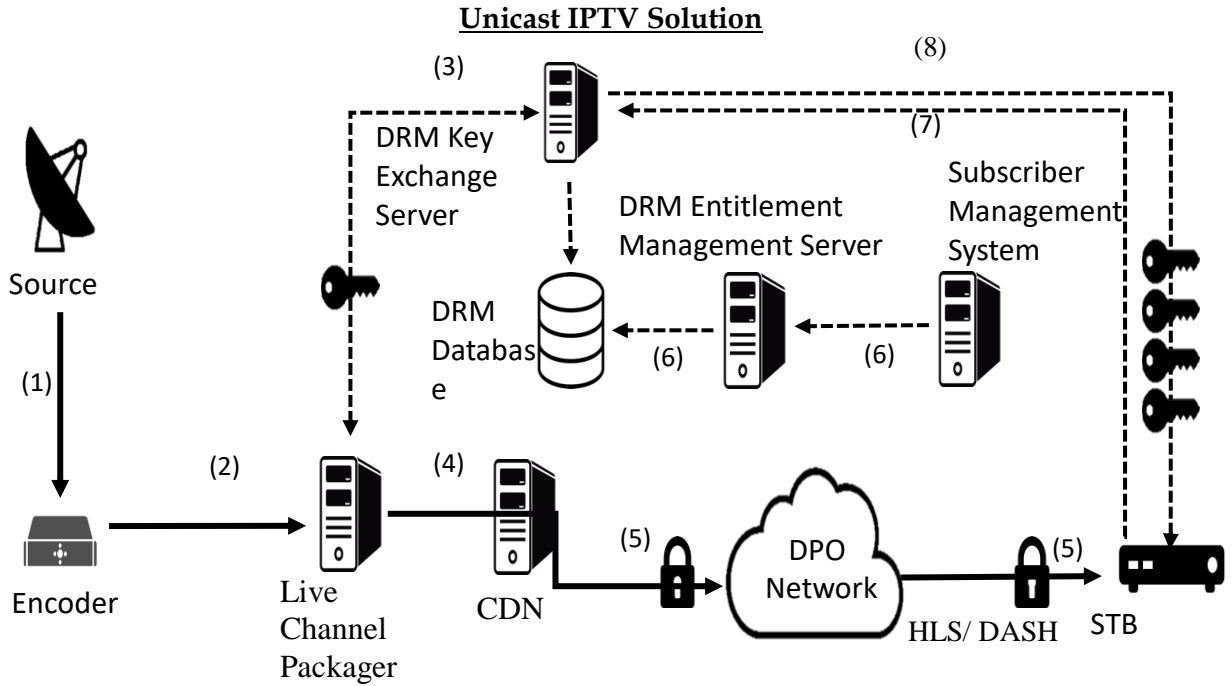 Unicast IPTV Solution
(8)
(3)
(7)
DRM Key
Exchange
Server
Subscriber
Management
System
DRM Entitlement
Management Server
Source
DRM
Databas
e
(6)
(6)
(1)
(2)
(4)
(5)
DPO
Network
(5)
Encoder
Live
Channel
Packager
CDN
HLS/ DASH
STB